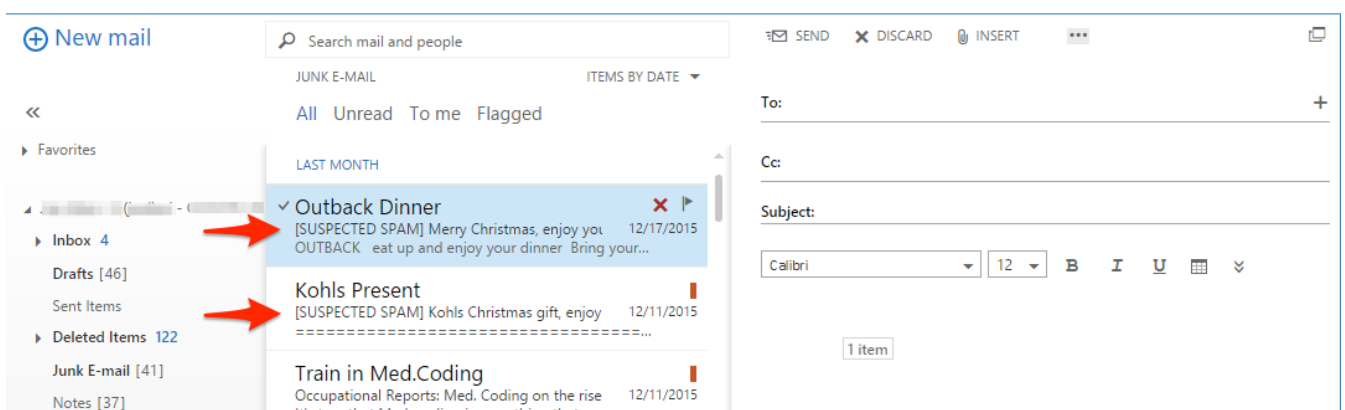 New mail
«
Favorites
Inbox 4
Drafts [46]
Sent Items
Deleted Items 122
Junk E-mail [41]
Notes [37]
Search mail and people
JUNK E-MAIL ITEMS BY DATE
All Unread To me Flagged
LAST MONTH
Outback Dinner
[SUSPECTED SPAM] Merry Christmas, enjoy 12/17/2015
OUTBACK eat up and enjoy your dinner Bring your...
Kohls Present
[SUSPECTED SPAM] Kohls Christmas gift, enjoy 12/11/2015
===================================...
Train in Med.Coding
Occupational Reports: Med. Coding on the rise 12/11/2015
SEND DISCARD INSERT •••
To: +
Cc:
Subject:
Calibri 12 B I U
1 item